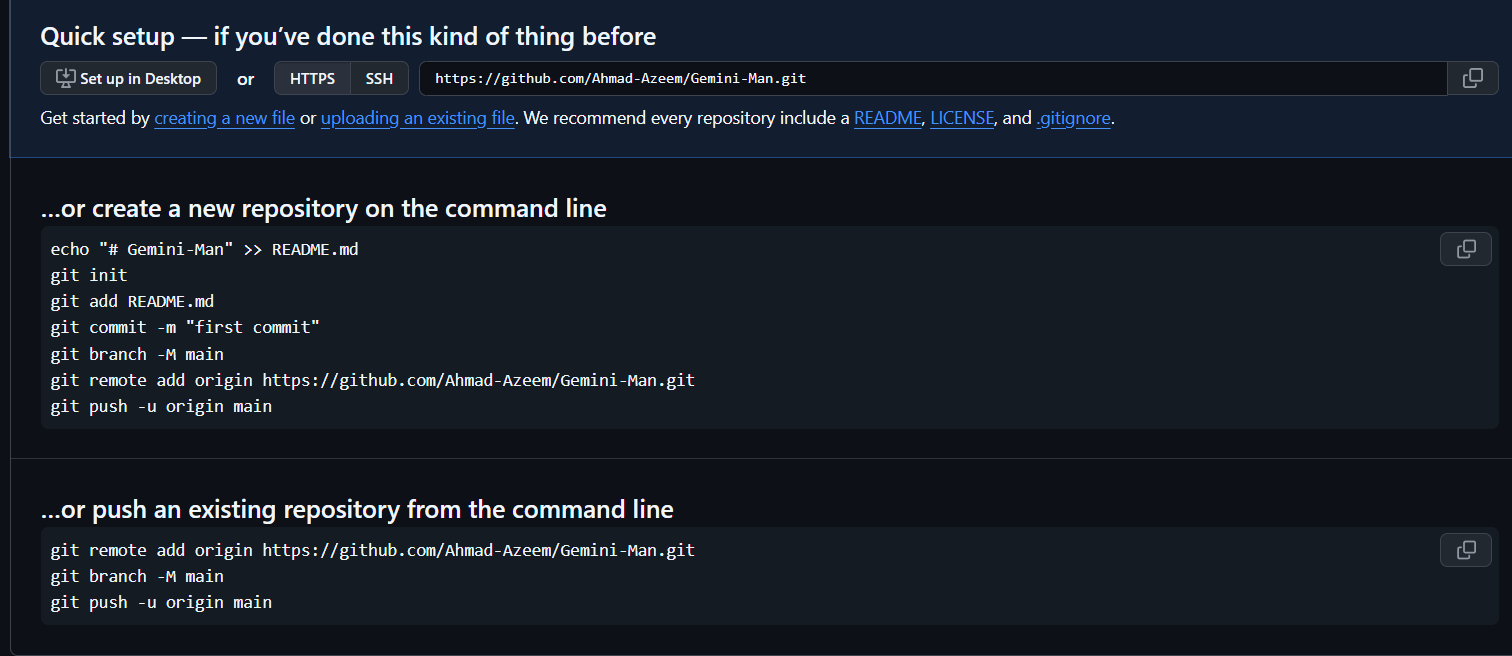 Quick setup — if you’ve done this kind of thing before
Set up in Desktop or HTTPS SSH https://github.com/Ahmad-Azeem/Gemini-Man.git
Get started by creating a new file or uploading an existing file. We recommend every repository include a README, LICENSE, and .gitignore.
…or create a new repository on the command line
echo "# Gemini-Man" >> README.md
git init
git add README.md
git commit -m "first commit"
git branch -M main
git remote add origin https://github.com/Ahmad-Azeem/Gemini-Man.git
git push -u origin main
…or push an existing repository from the command line
git remote add origin https://github.com/Ahmad-Azeem/Gemini-Man.git
git branch -M main
git push -u origin main